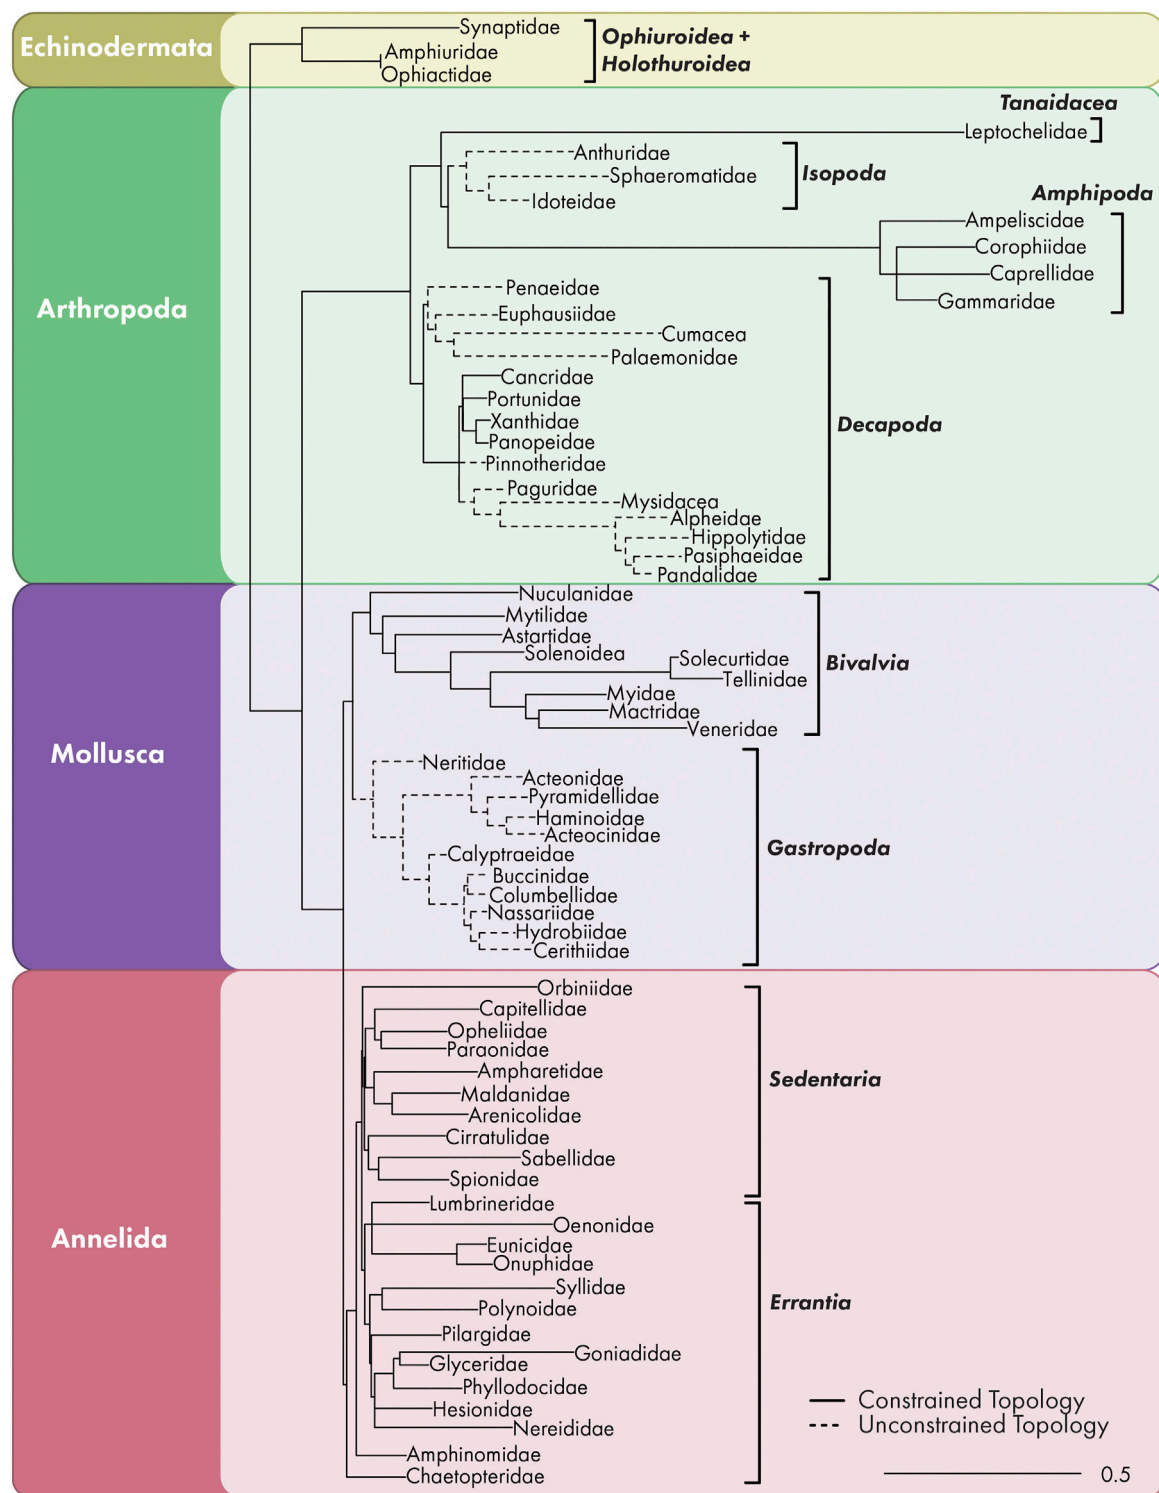 Echinodermata
Synaptidae
Amphiuridae
Ophiactidae
Ophiuroidea +
Holothuroidea
Arthropoda
Tanaidacea
Leptochelidae
Anthuridae
Sphaeromatidae
Idoteidae
Isopoda
Amphipoda
Ampeliscidae
Corophiidae
Caprellidae
Gammaridae
Penaeidae
Euphausiidae
Cumacea
Palaemonidae
Cancridae
Portunidae
Xanthidae
Panopeidae
Pinnotheridae
Paguridae
Mysidacea
Alpheidae
Hippolytidae
Pasiphaeidae
Pandalidae
Decapoda
Mollusca
Nuculanidae
Mytilidae
Astartidae
Solenoidea
Solecurtidae
Tellinidae
Myidae
Mactridae
Veneridae
Bivalvia
Neritidae
Acteonidae
Pyramidellidae
Haminoidae
Acteocinidae
Calyptraeidae
Buccinidae
Columbellidae
Nassariidae
Hydrobiidae
Cerithiidae
Gastropoda
Annelida
Orbiniidae
Capitellidae
Opheliidae
Paraonidae
Ampharetidae
Maldanidae
Arenicolidae
Cirratulidae
Sabellidae
Spionidae
Sedentaria
Lumbrineridae
Oenonidae
Eunicidae
Onuphidae
Syllidae
Polynoidae
Pilargidae
Goniadidae
Glyceridae
Phyllodocidae
Hesionidae
Nereididae
Amphinomidae
Chaetopteridae
Errantia
Constrained Topology
Unconstrained Topology
0.5